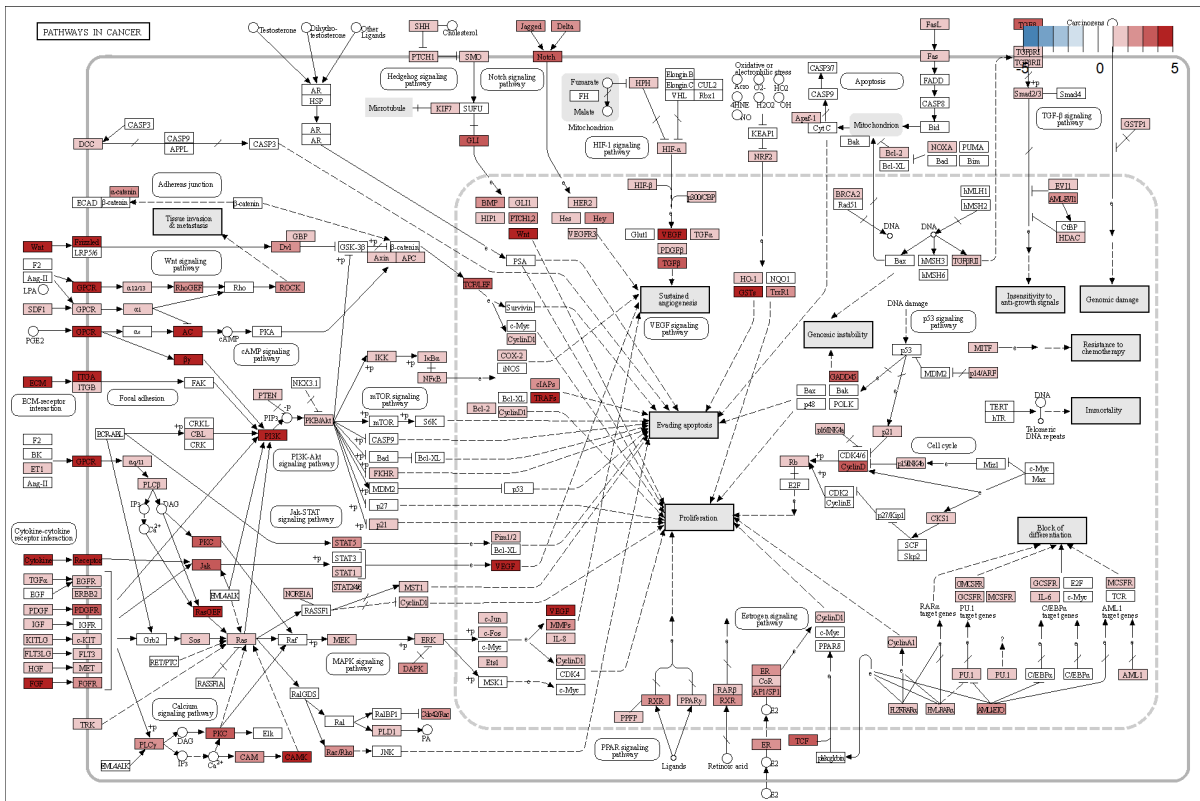 PATHWAYS IN CANCER
Testosterone
Dihydro-
testosterone
Other
Ligands
SHH
Cholesterol
Jagged
Delta
FasL
Carcinogens
PTCH1
SMO
Notch
Hedgehog signaling
pathway
Notch signaling
pathway
Fumarate
FH
Malate
Mitochondrion
HPH
Elongin B
Elongin C
CUL2
VHL
Rbx1
Oxidative or
electrophilic stress
Acro
O2-
HO2
4HNE
H2O2
OH
NO
CASP3/7
CASP9
Apoptosis
Fas
FADD
CASP8
Bid
TGFβRI
TGFβRII
-5
0
5
Smad2/3
Smad4
TGF-β signaling
pathway
GSTP1
AR
HSP
AR
AR
Microtubule
KIF7
SUFU
GLI
HIF-1 signaling
pathway
HIF-α
KEAP1
NRF2
Apaf-1
CytC
Mitochondrion
Bak
Bcl-2
Bcl-XL
NOXA
PUMA
Bad
Bim
CASP3
DCC
CASP9
APPL
CASP3
Adherens junction
α-catenin
ECAD
β-catenin
β-catenin
Tissue invasion
& metastasis
BMP
GLI1
HIP1
PTCH1,2
Wnt
HER2
Hes
Hey
VEGFR3
HIF-β
p300/CBP
Glut1
VEGF
TGFα
PDGFβ
TGFβ
BRCA2
Rad51
DNA
hMLH1
hMSH2
DNA
Bax
hMSH3
hMSH6
TGFβRII
EVI1
AML-EVI1
CtBP
HDAC
Wnt
Frizzled
LRP5/6
Dvl
GBP
GSK-3β
β-catenin
Axin
APC
PSA
F2
Ang-II
LPA
Wnt signaling
pathway
GPCR
α12/13
RhoGEF
Rho
ROCK
TCF/LEF
SDF1
GPCR
αi
PGE2
GPCR
αs
AC
cAMP
PKA
cAMP signaling
pathway
βγ
Survivin
c-Myc
CyclinD1
Sustained
angiogenesis
VEGF signaling
pathway
HO-1
NQO1
GSTs
TxnR1
DNA damage
p53 signaling
pathway
Genomic instability
Insensitivity to
anti-growth signals
Genomic damage
p53
MDM2
p14/ARF
MITF
Resistance to
chemotherapy
ECM
ITGA
ITGB
FAK
ECM-receptor
interaction
Focal adhesion
IKK
IκBα
NFκB
COX-2
iNOS
PTEN
NKX3.1
PIP3
-p
PI3K
PKB/Akt
mTOR signaling
pathway
mTOR
S6K
CASP9
Bad
Bcl-XL
FKHR
MDM2
p53
p27
p21
cIAPs
Bcl-XL
TRAFs
Bcl-2
CyclinD1
Evading apoptosis
GADD45
Bax
Bak
p48
POLK
TERT
hTR
DNA
Telomeric
DNA repeats
Immortality
BCR-ABL
CRKL
CBL
CRK
PI3K-Akt signaling
pathway
F2
BK
ET1
Ang-II
GPCR
αq/11
PLCβ
IP3
DAG
Ca2+
p16INK4a
p21
Cell cycle
CDK4/6
CyclinD
p15INK4b
Miz1
c-Myc
Max
Rb
E2F
CDK2
CyclinE
p27/Kip1
CKS1
SCF
Skp2
Proliferation
Block of
differentiation
Jak-STAT
signaling pathway
Cytokine-cytokine
receptor interaction
Cytokine
Receptor
PKC
Jak
STAT5
STAT3
STAT1
Pim1/2
Bcl-XL
VEGF
TGFα
EGFR
EGF
ERBB2
PDGF
PDGFR
IGF
IGFR
KITLG
c-KIT
FLT3LG
FLT3
HGF
MET
FGF
FGFR
TRK
EML4ALK
RasGEF
NORE1A
RASSF1
MST1
CyclinD1
Grb2
Sos
Ras
Raf
MEK
ERK
DAPK
MAPK signaling
pathway
RET/PTC
RASSF1A
c-Jun
c-Fos
Ets1
MSK1
VEGF
MMPs
IL-8
CyclinD1
CDK4
c-Myc
RalGDS
Ral
RalBP1
Cdc42/Rac
PLD1
PA
Rac/Rho
JNK
Calcium
signaling pathway
PLCγ
DAG
IP3
PKC
Elk
Ca2+
CAM
CAMK
EML4ALK
Estrogen signaling
pathway
CyclinD1
c-Myc
PPARδ
RXR
PPARγ
PPFP
PPAR signaling
pathway
Ligands
RARβ
RXR
Retinoic acid
ER
CoR
AP1/SP1
E2
ER
E2
E2
TCF
CyclinA1
GMCSFR
GCSFR
MCSFR
RARα
target genes
PU.1
target genes
GCSFR
E2F
IL-6
c-Myc
C/EBPα
target genes
MCSFR
TCR
AML1
target genes
PU.1
PU.1
?
C/EBPα
C/EBPα
AML1
AML1-ETO